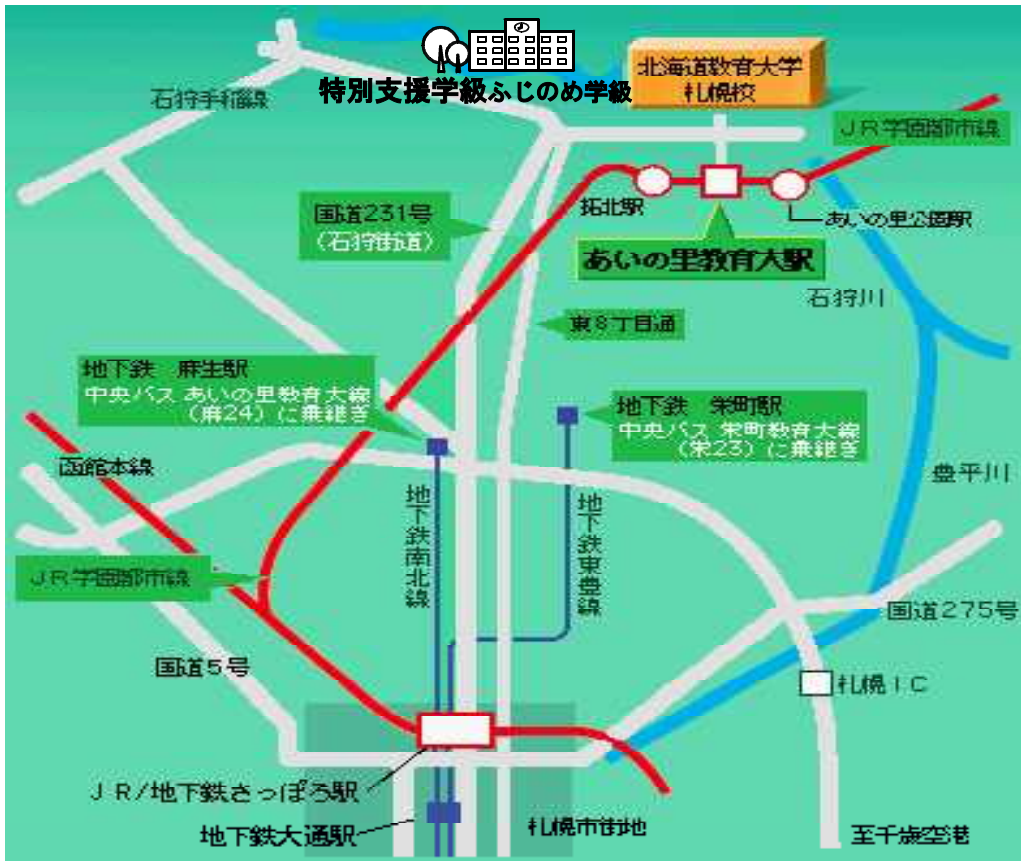 特別支援学級ふじのめ学級
北海道教育大学
札幌校
石狩手稲線
JR学園都市線
拓北駅
あいの里公園駅
国道231号
（石狩街道）
あいの里教育大駅
石狩川
東8丁目通
地下鉄 麻生駅
中央バス あいの里教育大線
（麻24）に乗継ぎ
地下鉄 栄町駅
中央バス 栄町教育大線
（栄23）に乗継ぎ
函館本線
豊平川
地下鉄南北線
地下鉄東豊線
JR学園都市線
国道275号
国道5号
札幌IC
JR/地下鉄さっぽろ駅
地下鉄大通駅
札幌市街地
至千歳空港